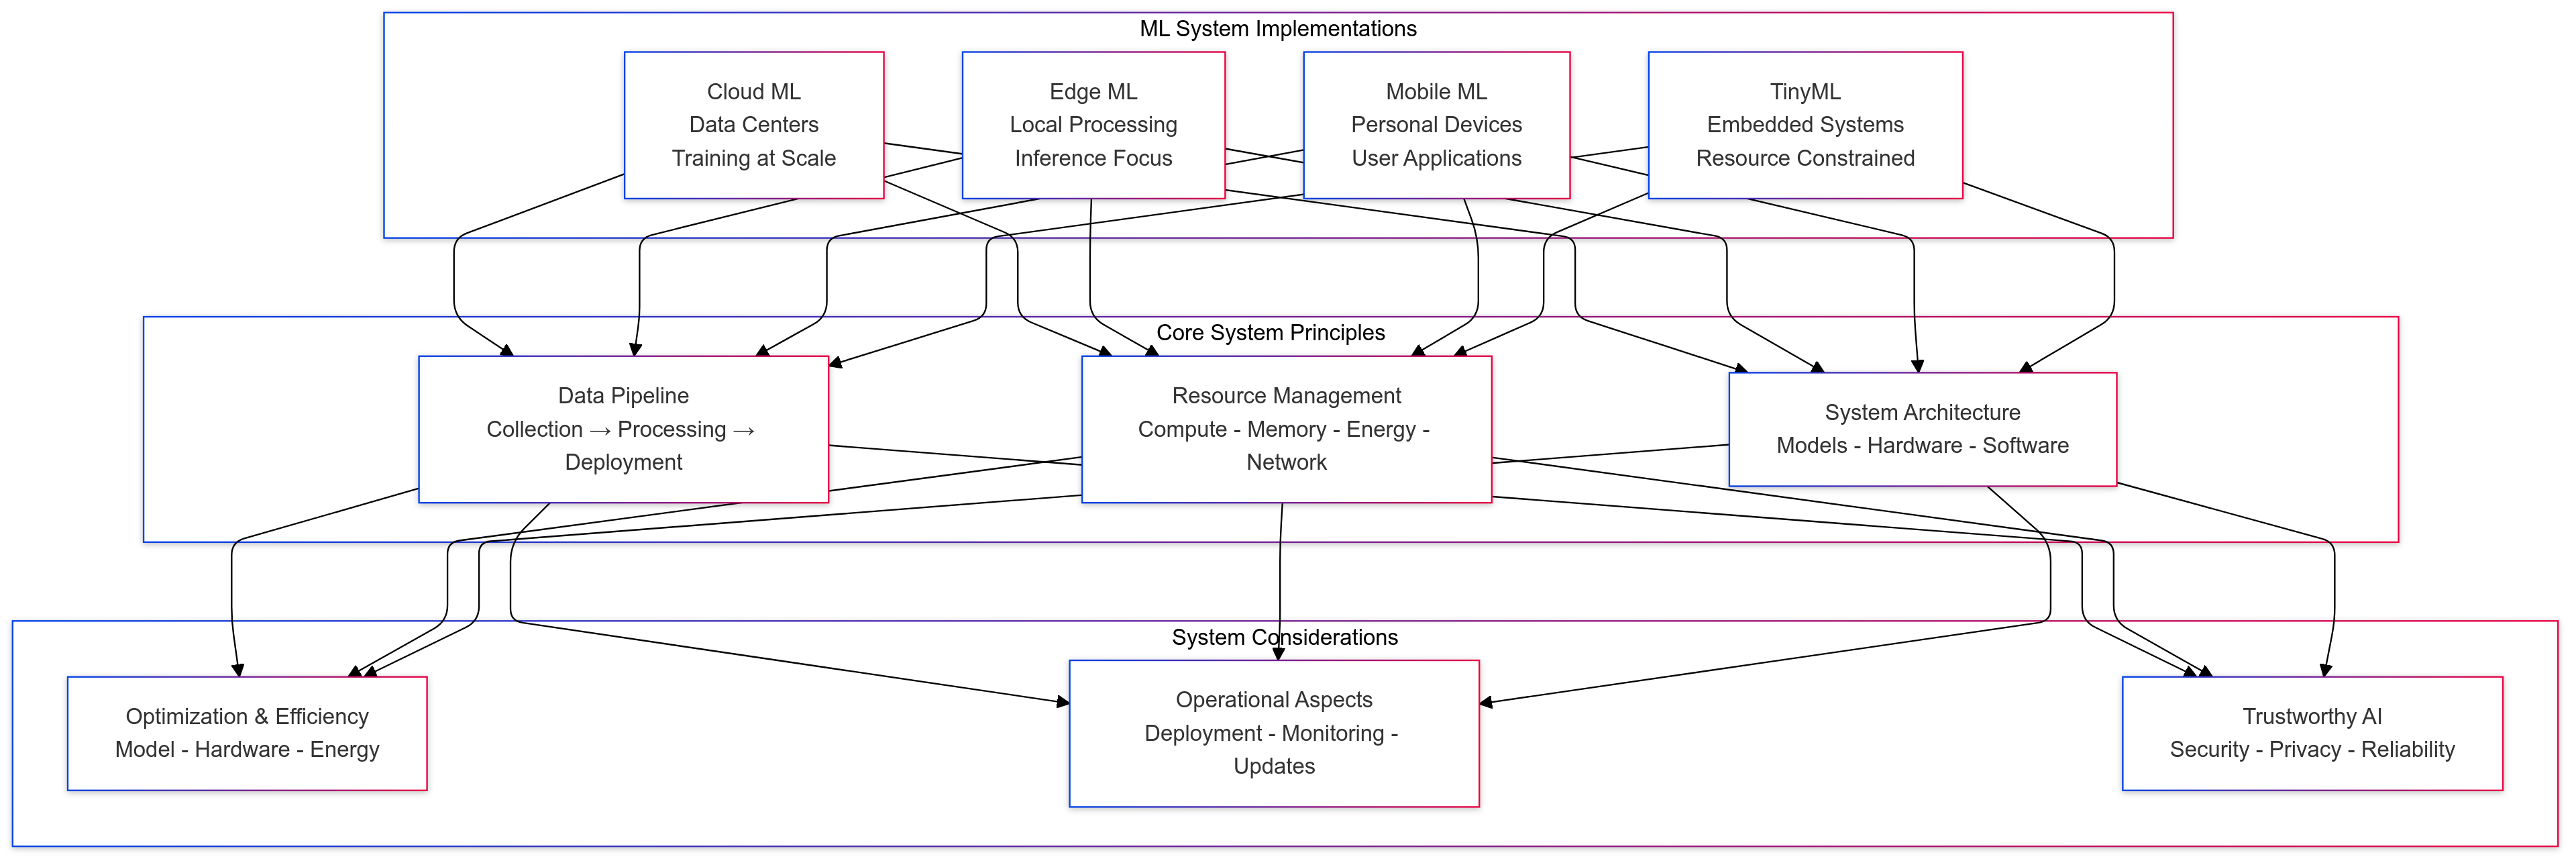 ML System Implementations
Cloud ML
Data Centers
Training at Scale
Edge ML
Local Processing
Inference Focus
Mobile ML
Personal Devices
User Applications
TinyML
Embedded Systems
Resource Constrained
Core System Principles
Data Pipeline
Collection → Processing →
Deployment
Resource Management
Compute - Memory - Energy -
Network
System Architecture
Models - Hardware - Software
System Considerations
Optimization & Efficiency
Model - Hardware - Energy
Operational Aspects
Deployment - Monitoring -
Updates
Trustworthy AI
Security - Privacy - Reliability